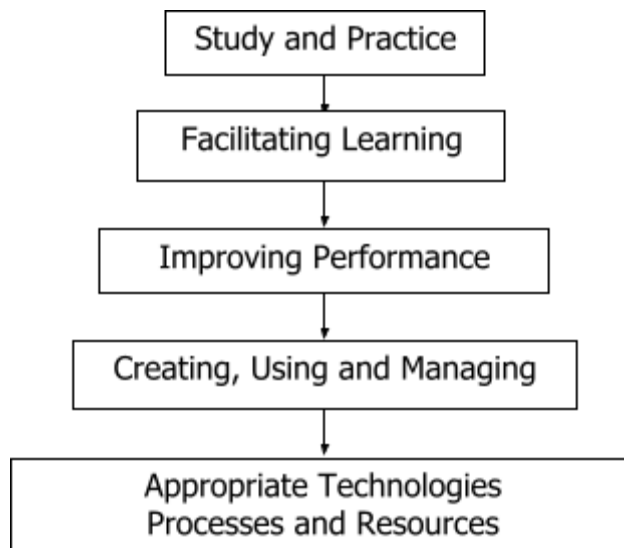 Study and Practice
Facilitating Learning
Improving Performance
Creating, Using and Managing
Appropriate Technologies
Processes and Resources